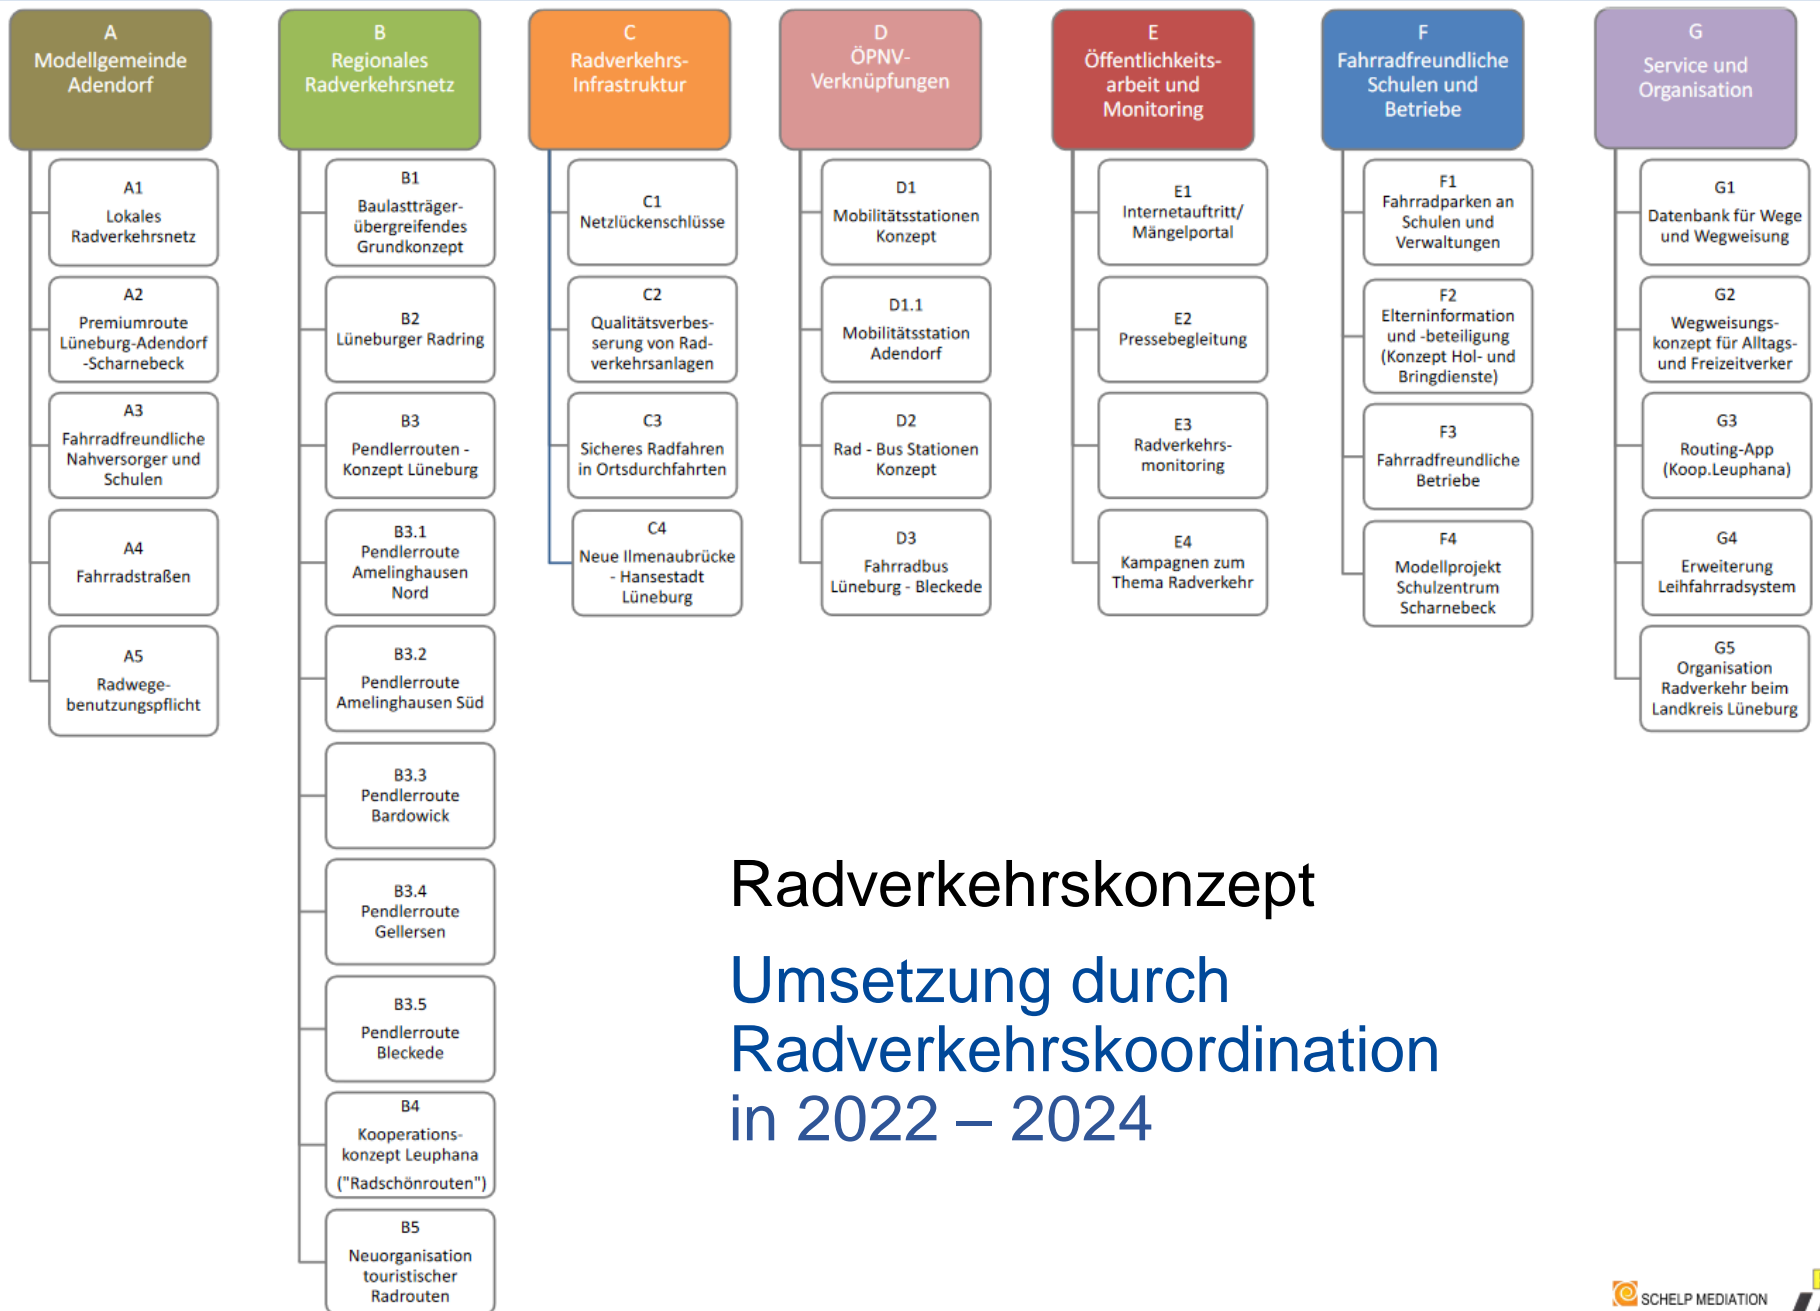 A
Modellgemeinde
Adendorf
A1
Lokales
Radverkehrsnetz
A2
Premiumroute
Lüneburg-Adendorf
-Scharnebeck
A3
Fahrradfreundliche
Nahversorger und
Schulen
A4
Fahrradstraßen
A5
Radwege-
benutzungspflicht
B
Regionales
Radverkehrsnetz
B1
Baulastträger-
übergreifendes
Grundkonzept
B2
Lüneburger Radring
B3
Pendlerrouten -
Konzept Lüneburg
B3.1
Pendlerroute
Amelinghausen
Nord
B3.2
Pendlerroute
Amelinghausen Süd
B3.3
Pendlerroute
Bardowick
B3.4
Pendlerroute
Gellersen
B3.5
Pendlerroute
Bleckede
B4
Kooperations-
konzept Leuphana
("Radschönrouten")
B5
Neuorganisation
touristischer
Radrouten
C
Radverkehrs-
Infrastruktur
C1
Netzlückenschlüsse
C2
Qualitätsverbes-
serung von Rad-
verkehrsanlagen
C3
Sicheres Radfahren
in Ortsdurchfahrten
C4
Neue Ilmenaubrücke
- Hansestadt
Lüneburg
D
ÖPNV-
Verknüpfungen
D1
Mobilitätsstationen
Konzept
D1.1
Mobilitätsstation
Adendorf
D2
Rad - Bus Stationen
Konzept
D3
Fahrradbus
Lüneburg - Bleckede
E
Öffentlichkeits-
arbeit und
Monitoring
E1
Internetauftritt/
Mängelportal
E2
Pressebegleitung
E3
Radverkehrs-
monitoring
E4
Kampagnen zum
Thema Radverkehr
F
Fahrradfreundliche
Schulen und
Betriebe
F1
Fahrradparken an
Schulen und
Verwaltungen
F2
Elterninformation
und -beteiligung
(Konzept Hol- und
Bringdienste)
F3
Fahrradfreundliche
Betriebe
F4
Modellprojekt
Schulzentrum
Scharnebeck
G
Service und
Organisation
G1
Datenbank für Wege
und Wegweisung
G2
Wegweisungs-
konzept für Alltags-
und Freizeitverker
G3
Routing-App
(Koop.Leuphana)
G4
Erweiterung
Leihfahrradsystem
G5
Organisation
Radverkehr beim
Landkreis Lüneburg
Radverkehrskonzept
Umsetzung durch
Radverkehrskoordination
in 2022 – 2024
SCHELP MEDIATION